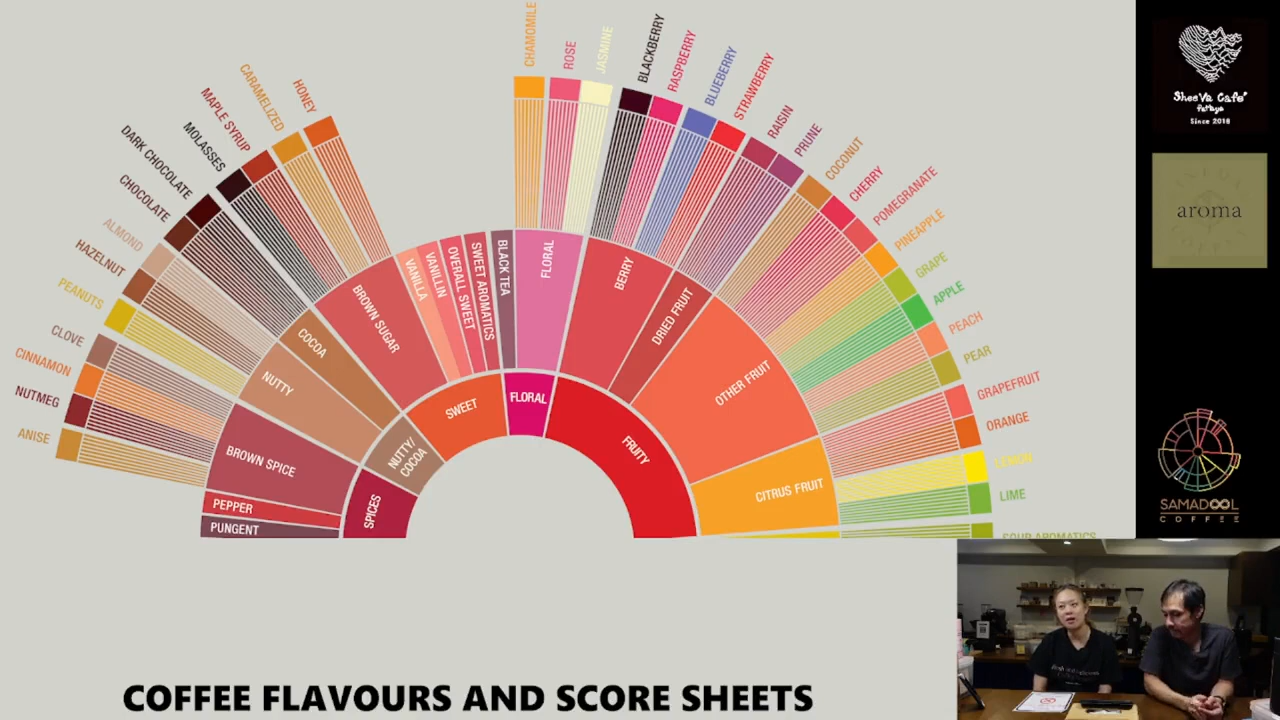 CHAMOMILE
ROSE
JASMINE
BLACKBERRY
RASPBERRY
BLUEBERRY
STRAWBERRY
RAISIN
PRUNE
COCONUT
CHERRY
POMEGRANATE
PINEAPPLE
GRAPE
APPLE
PEACH
PEAR
GRAPEFRUIT
ORANGE
LEMON
LIME
SOUR AROMATICS
HONEY
CARAMELIZED
MAPLE SYRUP
MOLASSES
DARK CHOCOLATE
CHOCOLATE
ALMOND
HAZELNUT
PEANUTS
CLOVE
CINNAMON
NUTMEG
ANISE
PUNGENT
PEPPER
BROWN SPICE
NUTTY
COCOA
BROWN SUGAR
VANILLA
VANILLIN
OVERALL SWEET
SWEET AROMATICS
BLACK TEA
FLORAL
BERRY
DRIED FRUIT
OTHER FRUIT
CITRUS FRUIT
SPICES
NUTTY/
COCOA
SWEET
FLORAL
FRUITY
COFFEE FLAVOURS AND SCORE SHEETS
SheeVa Cafe
Pattaya
Since 2018
aroma
SAMADOOL
COFFEE